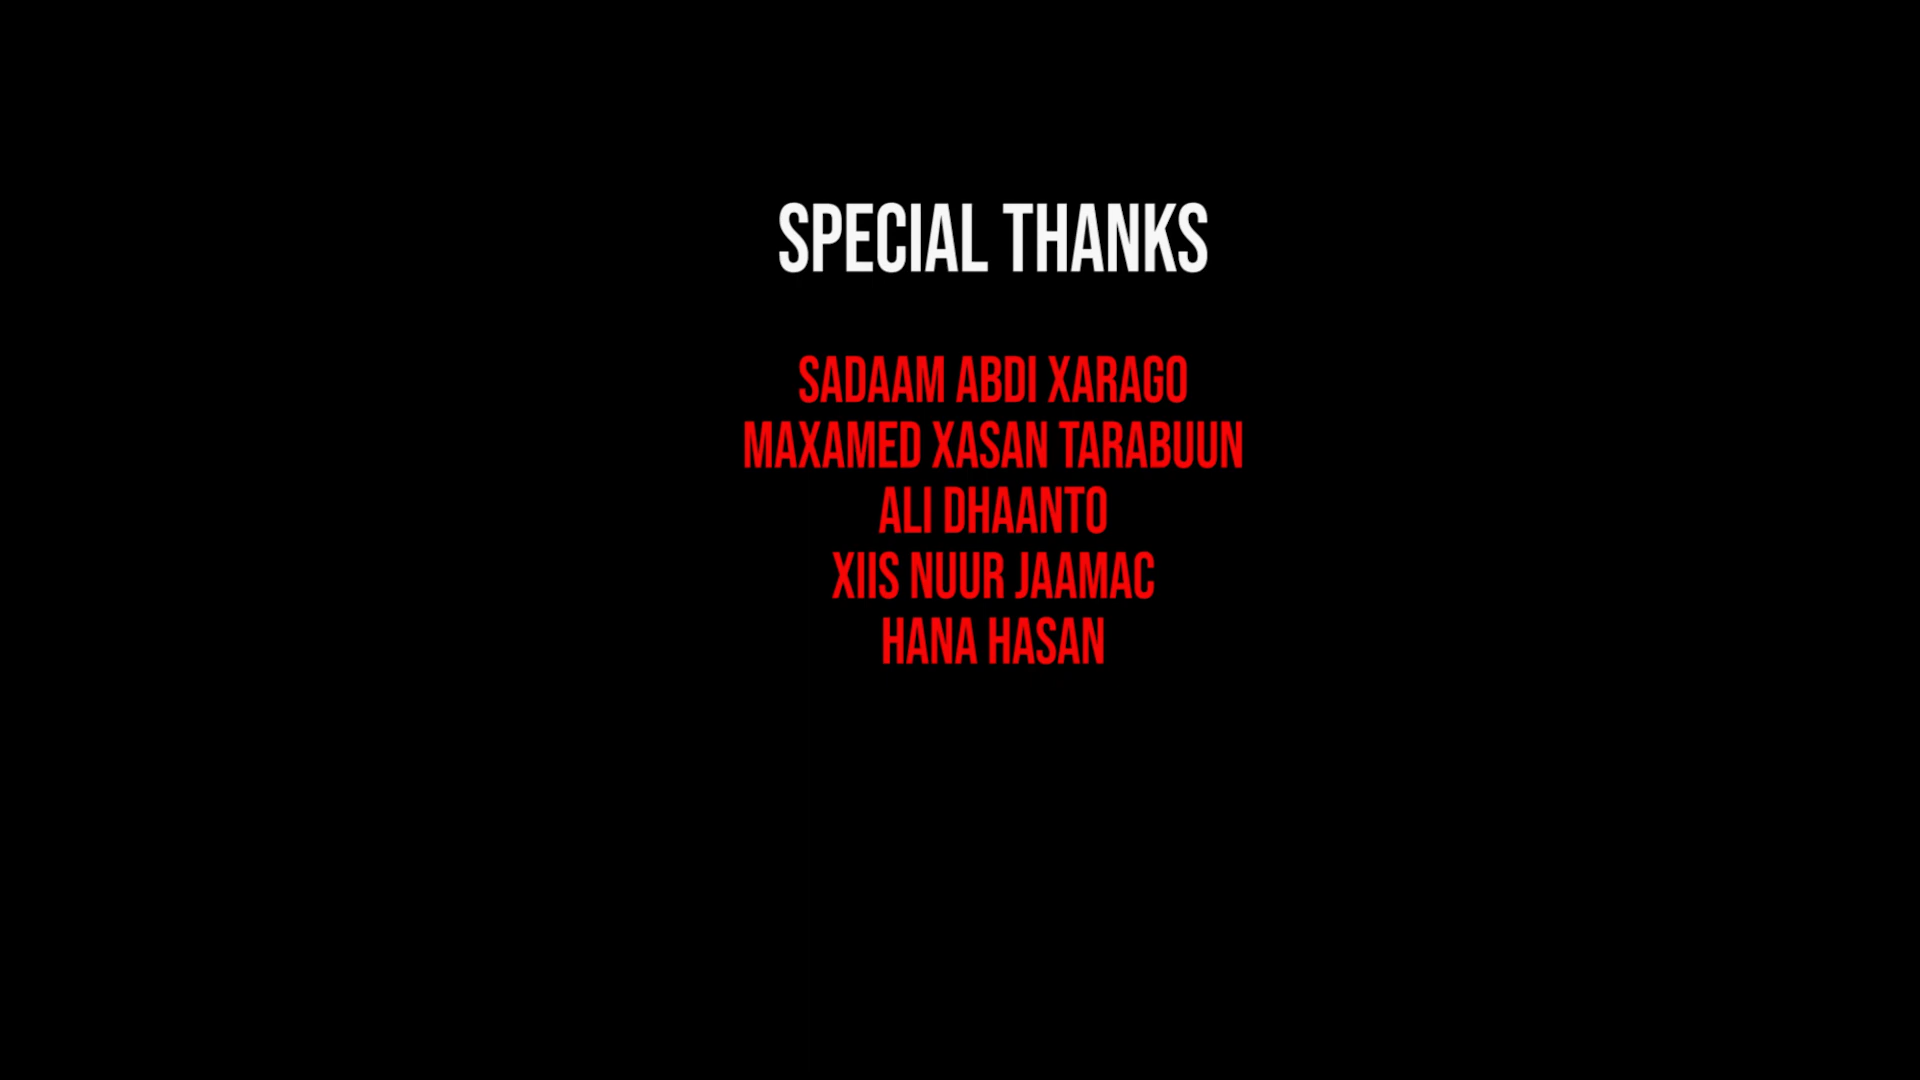 SPECIAL THANKS
SADAAM ABDI XARAGO
MAXAMED XASAN TARABUUN
ALI DHAANTO
XIIS NUUR JAAMAC
HANA HASAN